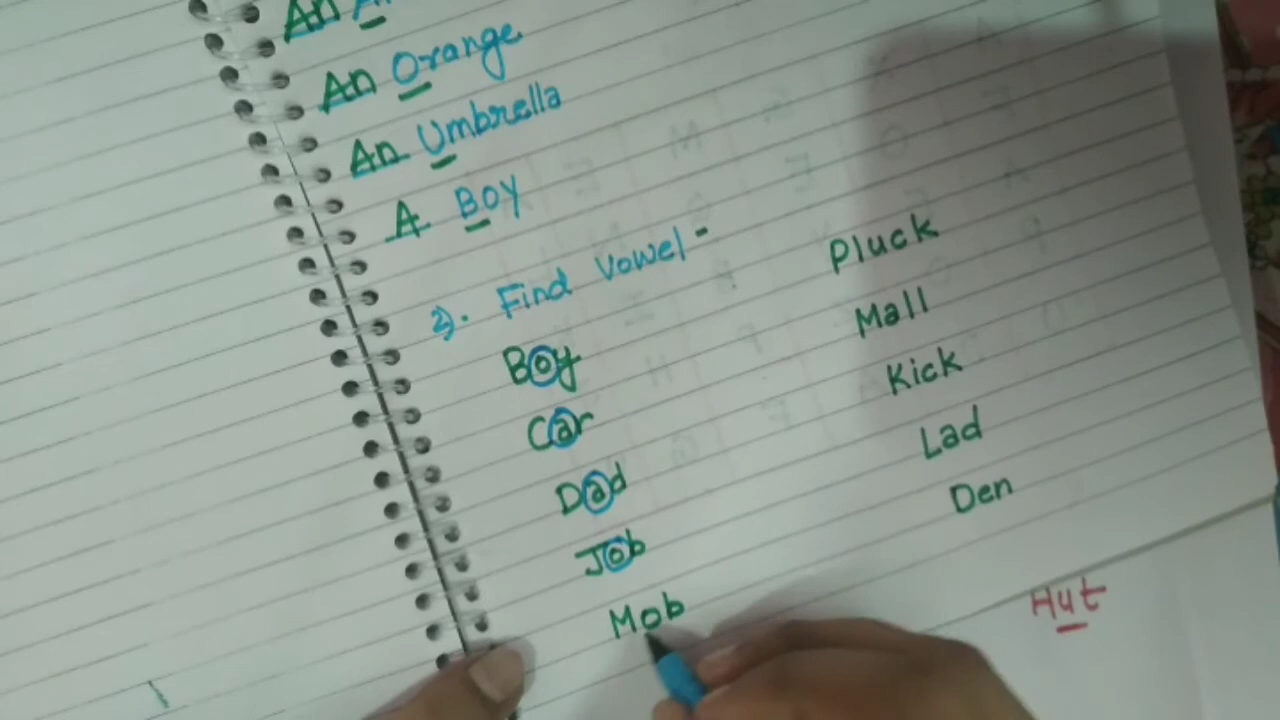 An
An Orange
An Umbrella
A BOY
2). Find Vowel -
Boy
Car
Dad
Job
Mob
Pluck
Mall
Kick
Lad
Den
Hut